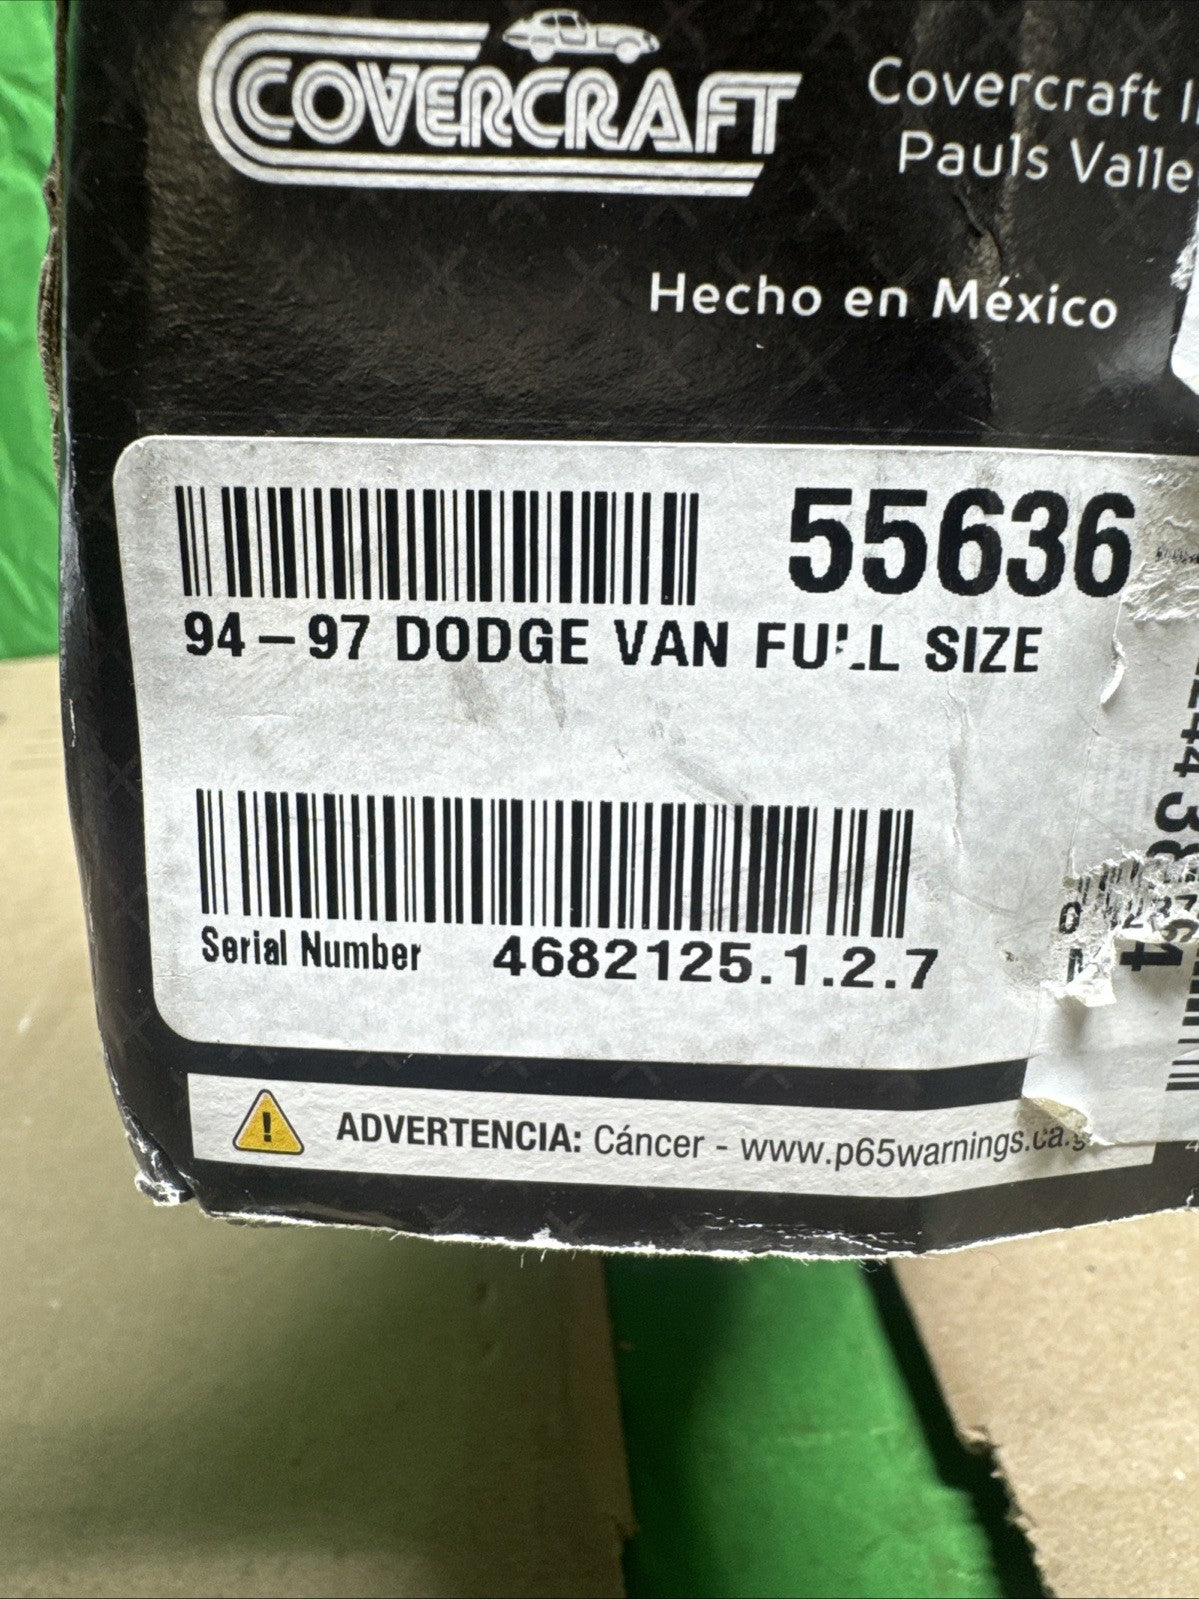 COVERCRAFT
Covercraft
Pauls
Hecho en México
55636
94-97 DODGE VAN FULL SIZE
Serial Number 4682125.1.2.7
ADVERTENCIA: Cáncer - www.p65warnings.ca.g